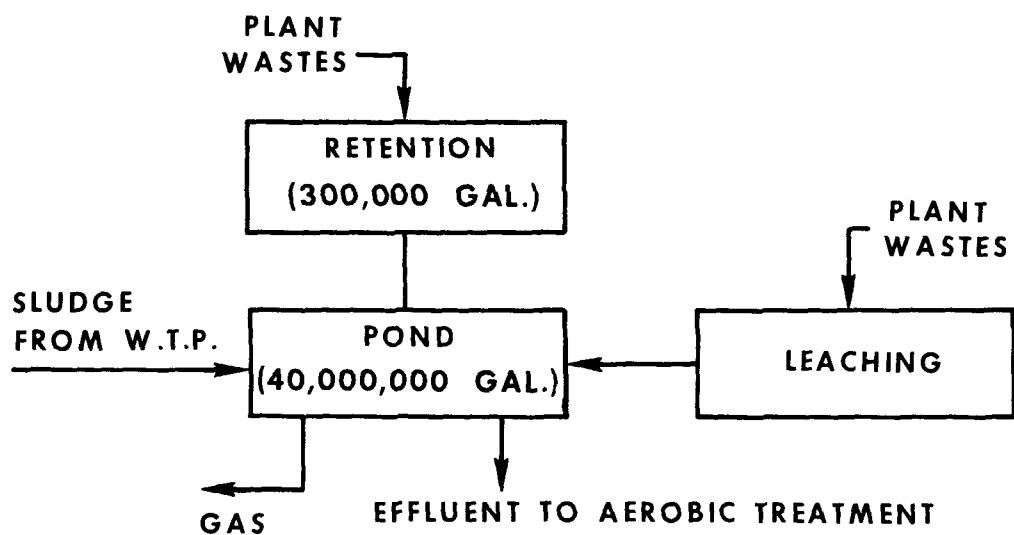 PLANT
WASTES
RETENTION
(300,000 GAL.)
PLANT
WASTES
SLUDGE
FROM W.T.P.
POND
(40,000,000 GAL.)
LEACHING
GAS
EFFLUENT TO AEROBIC TREATMENT